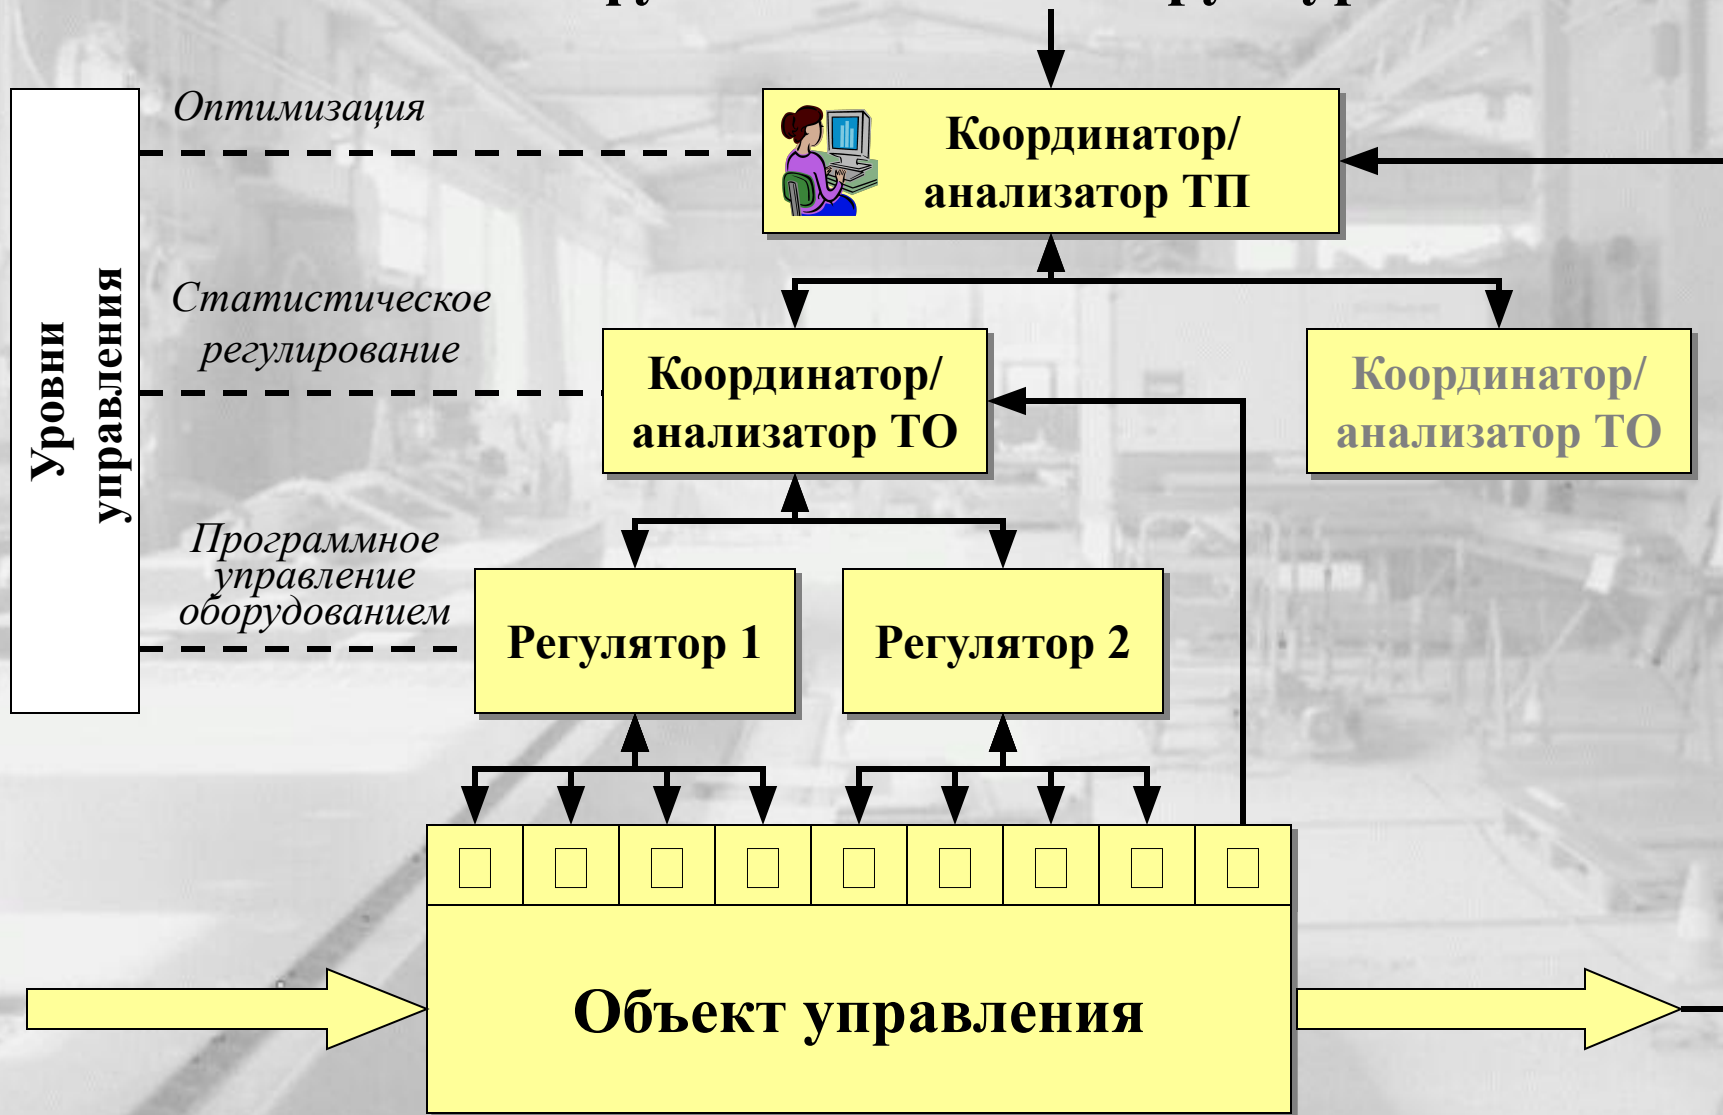 Оптимизация
Координатор/
анализатор ТП
Уровни
управления
Статистическое
регулирование
Координатор/
анализатор ТО
Координатор/
анализатор ТО
Программное
управление
оборудованием
Регулятор 1
Регулятор 2
Объект управления